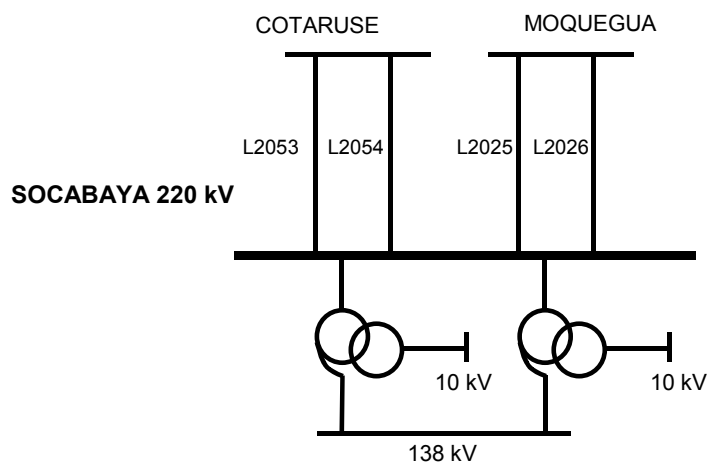 COTARUSE
MOQUEGUA
L2053
L2054
L2025
L2026
SOCABAYA 220 kV
10 kV
10 kV
138 kV